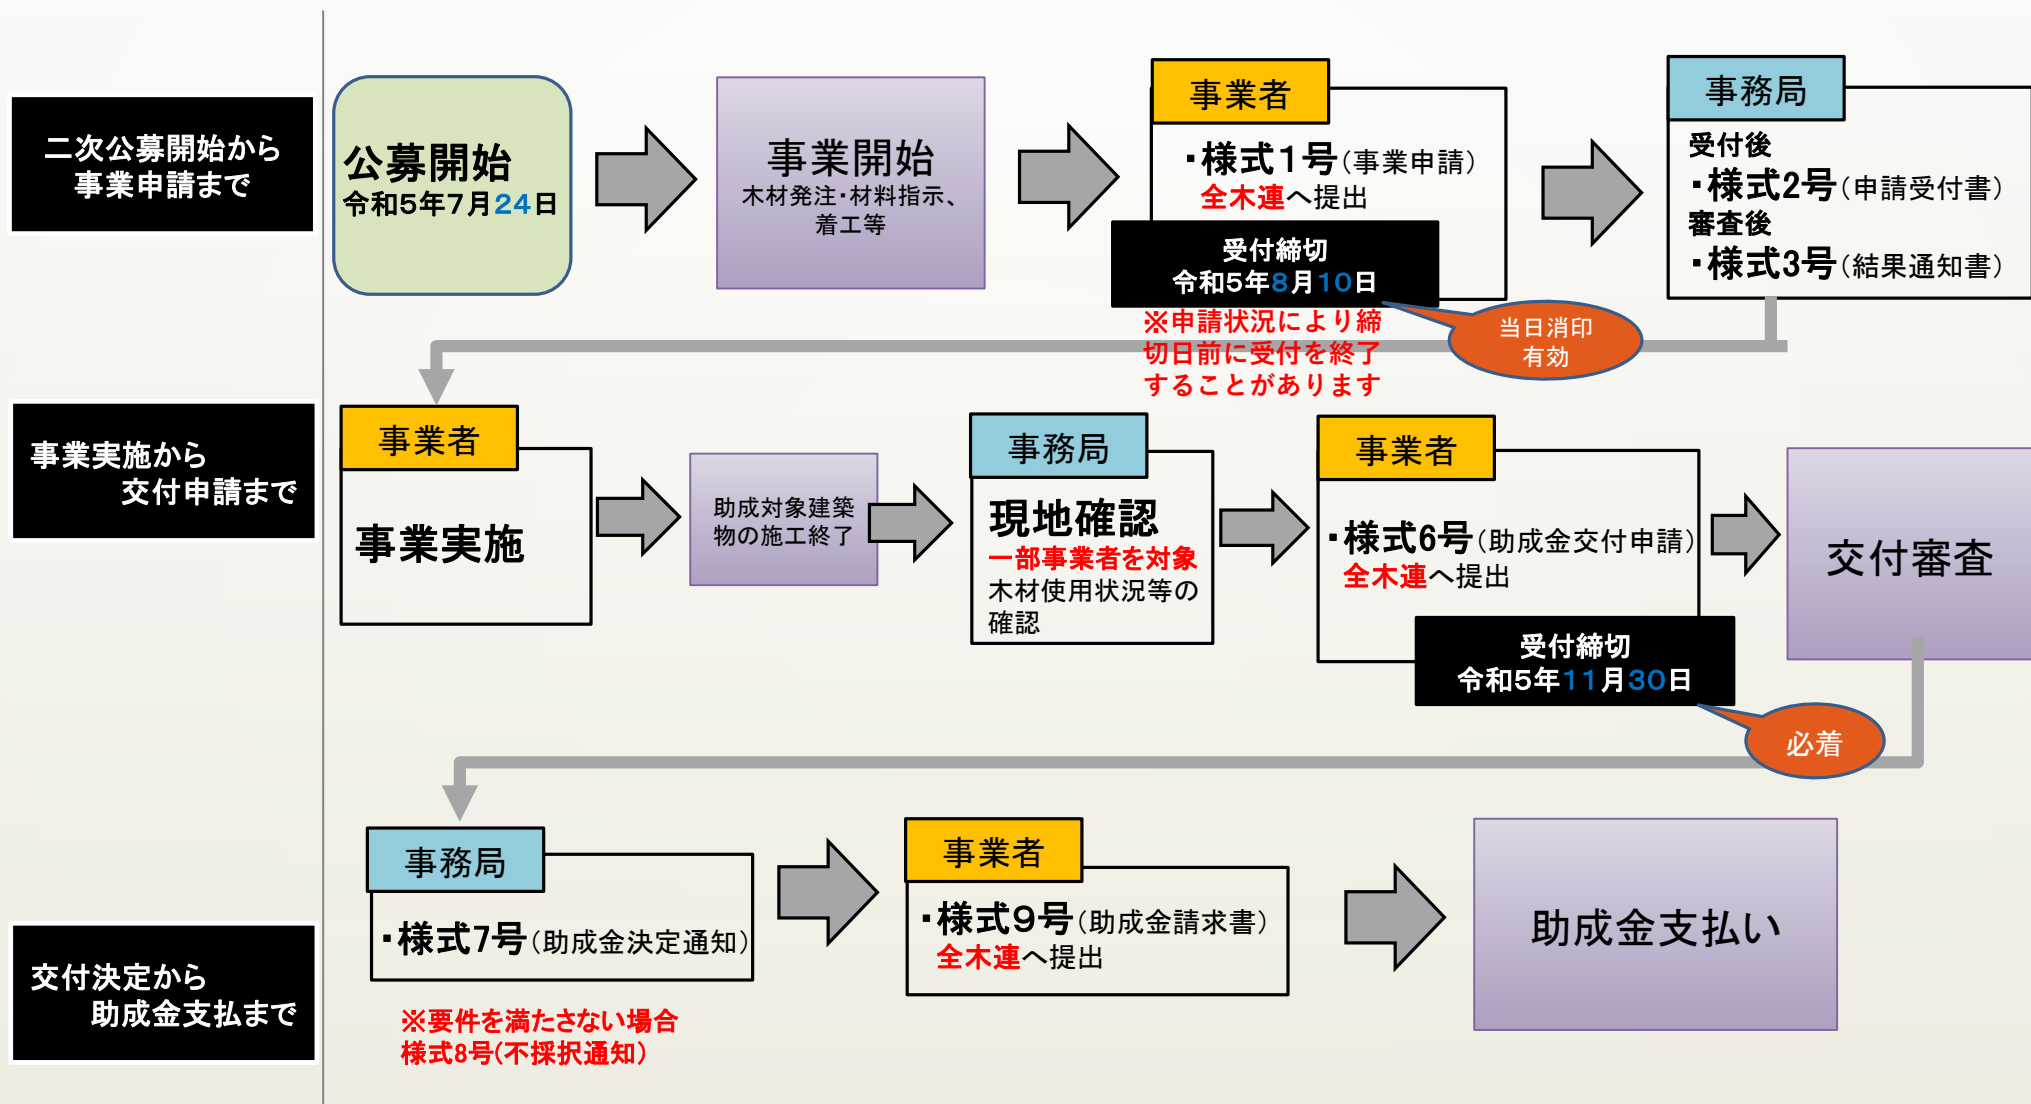 二次公募開始から
事業申請まで
公募開始
令和5年7月24日
事業開始
木材発注・材料指示、
着工等
事業者
・様式1号(事業申請)
全木連へ提出
受付締切
令和5年8月10日
当日消印
有効
※申請状況により締
切日前に受付を終了
することがあります
事務局
受付後
・様式2号(申請受付書)
審査後
・様式3号(結果通知書)
事業実施から
交付申請まで
事業者
事業実施
助成対象建築
物の施工終了
事務局
現地確認
一部事業者を対象
木材使用状況等の
確認
事業者
・様式6号(助成金交付申請)
全木連へ提出
受付締切
令和5年11月30日
必着
交付審査
交付決定から
助成金支払まで
事務局
・様式7号(助成金決定通知)
※要件を満たさない場合
様式8号(不採択通知)
事業者
・様式9号(助成金請求書)
全木連へ提出
助成金支払い